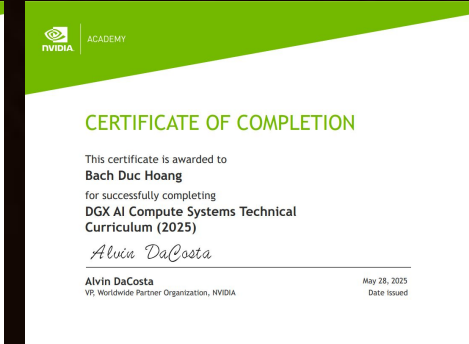 NVIDIA. ACADEMY
CERTIFICATE OF COMPLETION
This certificate is awarded to
Bach Duc Hoang
for successfully completing
DGX AI Compute Systems Technical
Curriculum (2025)
Alvin DaCosta
Alvin DaCosta May 28, 2025
VP, Worldwide Partner Organization, NVIDIA Date issued